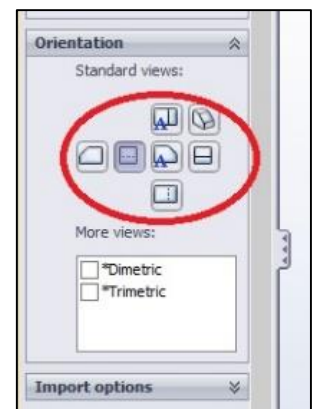 Orientation
Standard views:
A
A
More views:
*Dimetric
*Trimetric
Import options